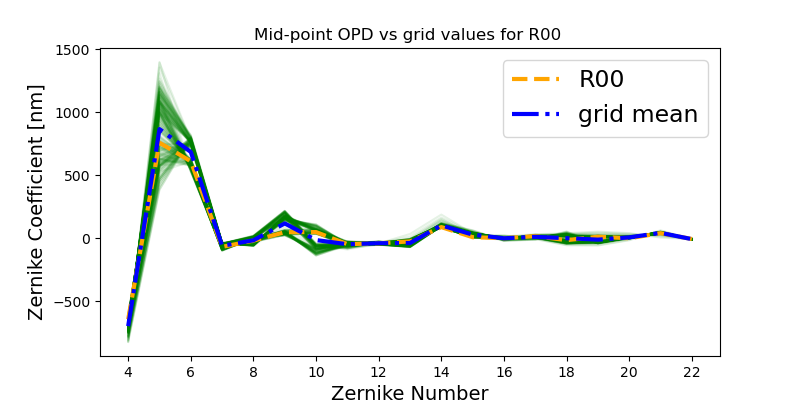 Mid-point OPD vs grid values for R00
Zernike Coefficient [nm]
1500
1000
500
0
−500
R00
grid mean
4 6 8 10 12 14 16 18 20 22
Zernike Number